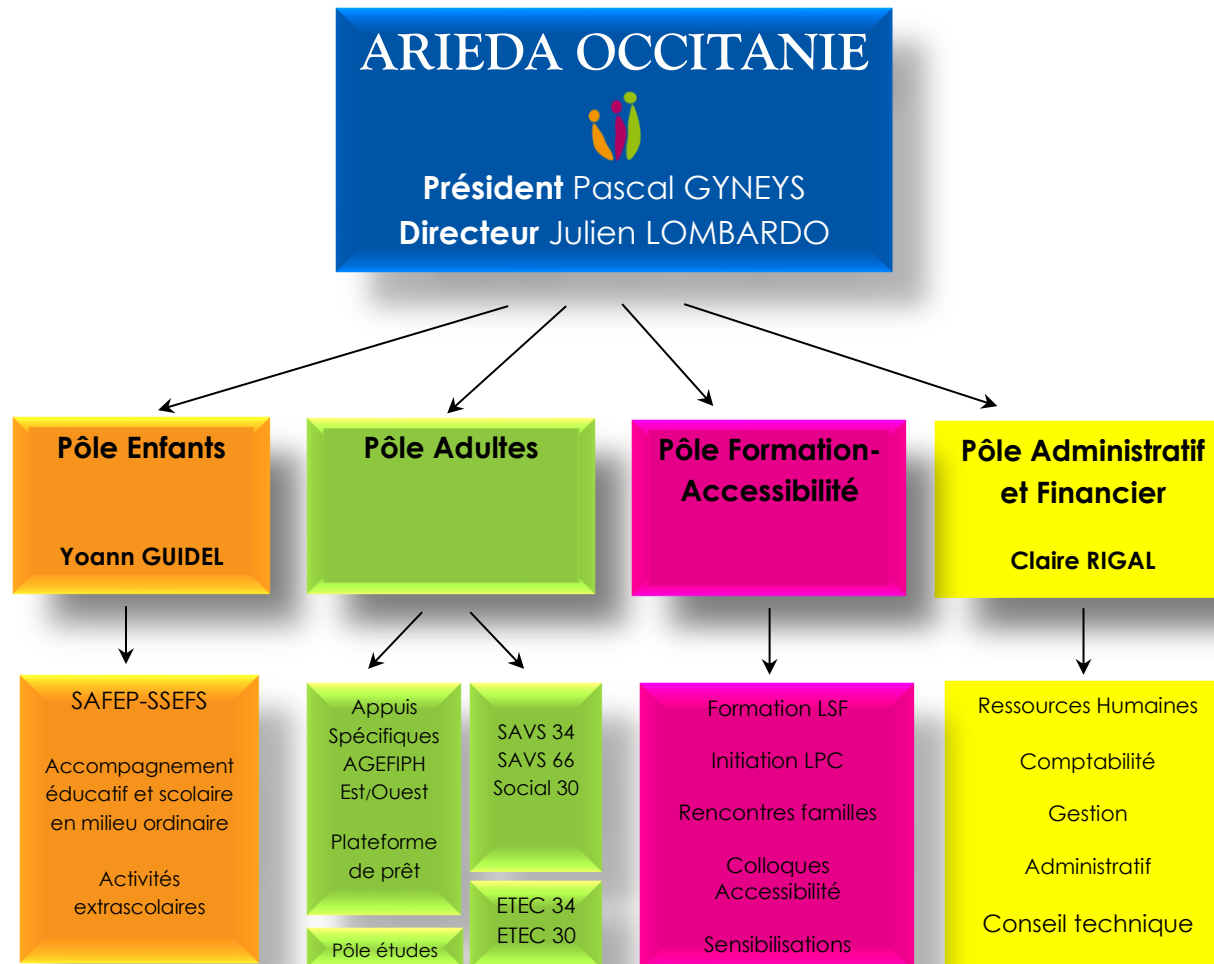 ARIEDA OCCITANIE
Président Pascal GYNEYS
Directeur Julien LOMBARDO
Pôle Enfants
Yoann GUIDEL
Pôle Adultes
Pôle Formation-
Accessibilité
Pôle Administratif
et Financier
Claire RIGAL
SAFEP-SSEFS
Accompagnement
éducatif et scolaire
en milieu ordinaire
Activités
extrascolaires
Appuis
Spécifiques
AGEFIPH
Est/Ouest
Plateforme
de prêt
Pôle études
SAVS 34
SAVS 66
Social 30
ETEC 34
ETEC 30
Formation LSF
Initiation LPC
Rencontres familles
Colloques
Accessibilité
Sensibilisations
Ressources Humaines
Comptabilité
Gestion
Administratif
Conseil technique